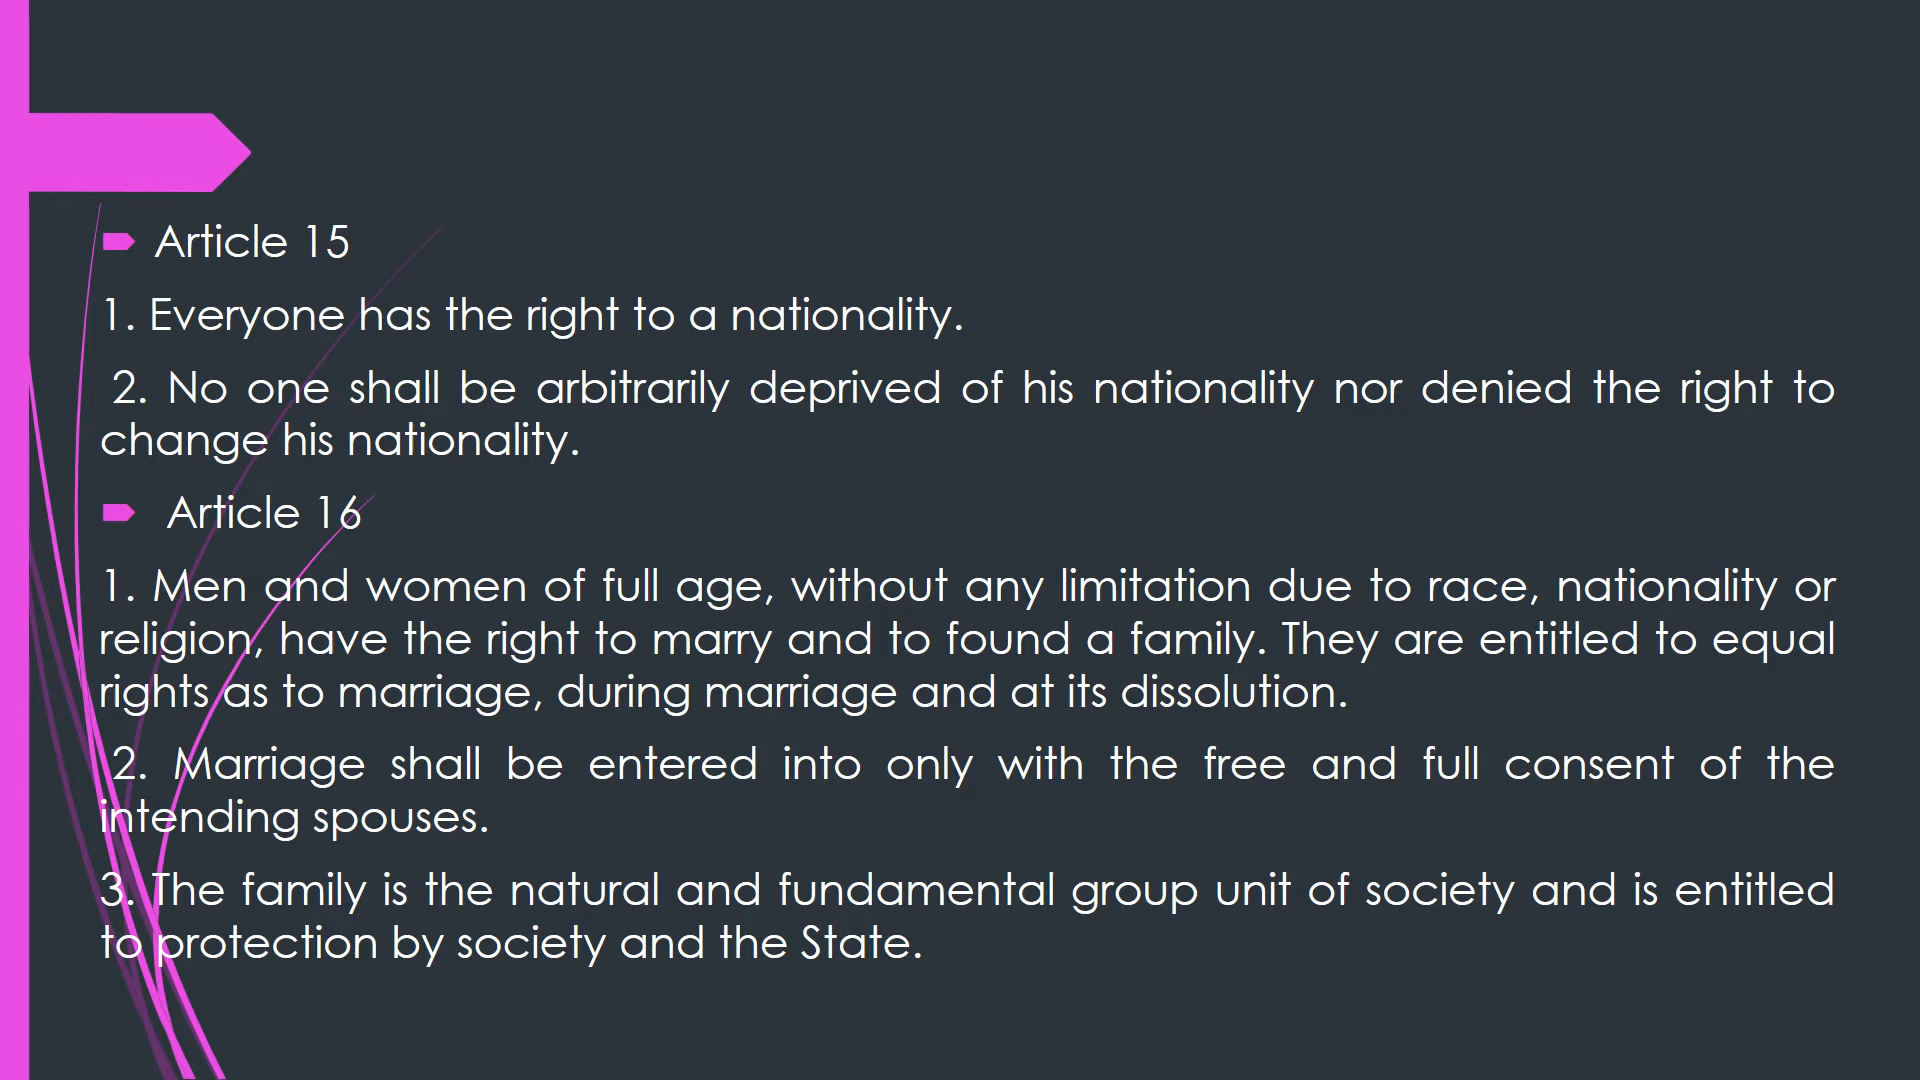 Article 15
1. Everyone has the right to a nationality.
2. No one shall be arbitrarily deprived of his nationality nor denied the right to
change his nationality.
Article 16
1. Men and women of full age, without any limitation due to race, nationality or
religion, have the right to marry and to found a family. They are entitled to equal
rights as to marriage, during marriage and at its dissolution.
2. Marriage shall be entered into only with the free and full consent of the
intending spouses.
3. The family is the natural and fundamental group unit of society and is entitled
to protection by society and the State.